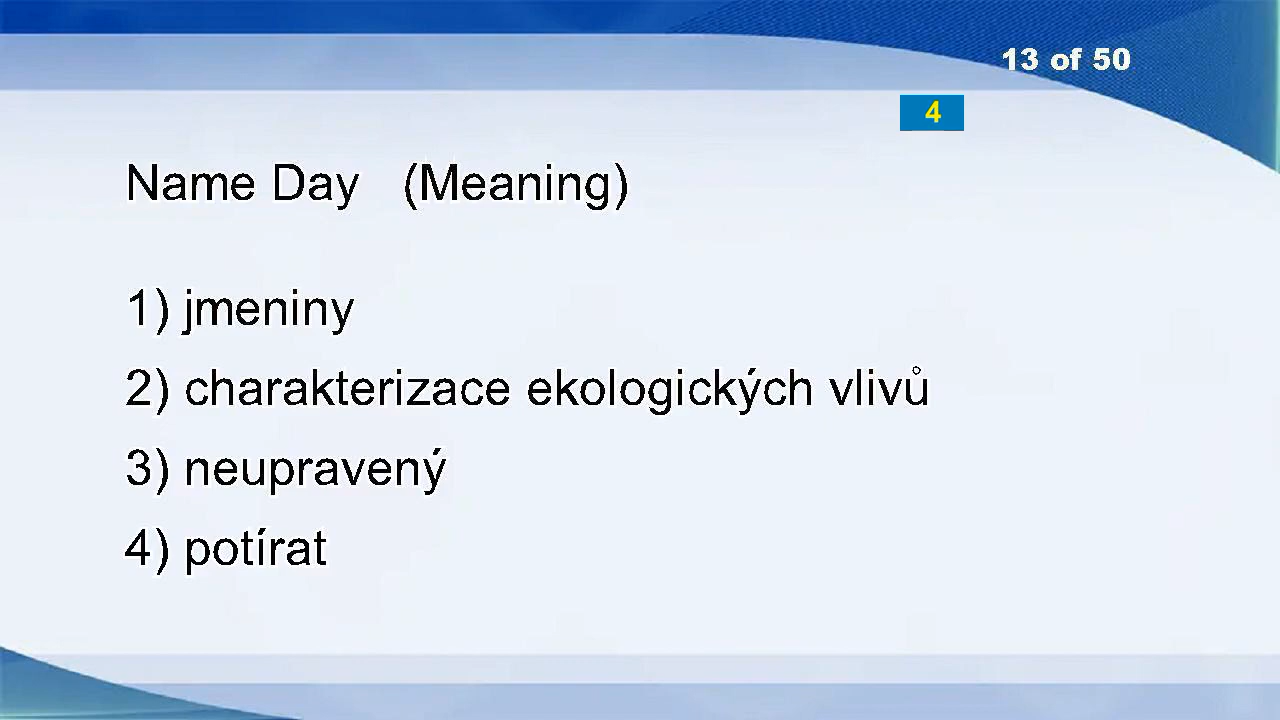 13 of 50
4
Name Day (Meaning)
1) jmeniny
2) charakterizace ekologických vlivů
3) neupravený
4) potírat